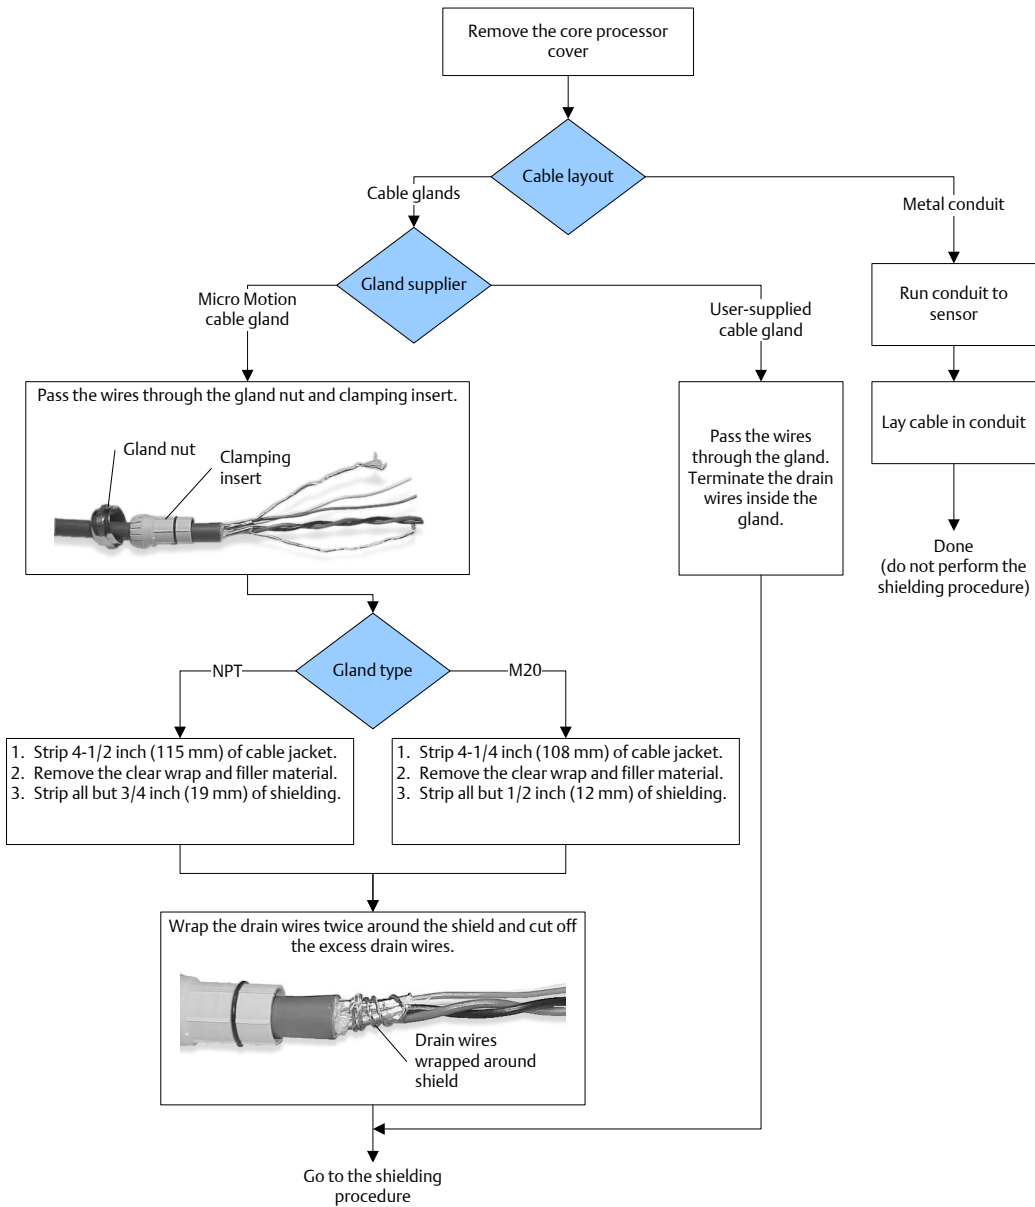 Remove the core processor
cover
Cable layout
Cable glands
Metal conduit
Gland supplier
Micro Motion
cable gland
User-supplied
cable gland
Run conduit to
sensor
Pass the wires through the gland nut and clamping insert.
Gland nut
Clamping
insert
Pass the wires
through the gland.
Terminate the drain
wires inside the
gland.
Lay cable in conduit
Done
(do not perform the
shielding procedure)
Gland type
NPT
M20
1. Strip 4-1/2 inch (115 mm) of cable jacket.
2. Remove the clear wrap and filler material.
3. Strip all but 3/4 inch (19 mm) of shielding.
1. Strip 4-1/4 inch (108 mm) of cable jacket.
2. Remove the clear wrap and filler material.
3. Strip all but 1/2 inch (12 mm) of shielding.
Wrap the drain wires twice around the shield and cut off
the excess drain wires.
Drain wires
wrapped around
shield
Go to the shielding
procedure